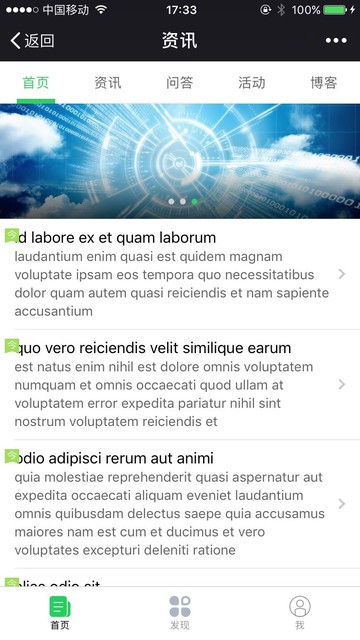 中国移动 17:33 100%
返回 资讯
首页 资讯 问答 活动 博客
id labore ex et quam laborum
laudantium enim quasi est quidem magnam
voluptate ipsam eos tempora quo necessitatibus
dolor quam autem quasi reiciendis et nam sapiente
accusantium
quo vero reiciendis velit similique earum
est natus enim nihil est dolore omnis voluptatem
numquam et omnis occaecati quod ullam at
voluptatem error expedita pariatur nihil sint
nostrum voluptatem reiciendis et
odio adipisci rerum aut animi
quia molestiae reprehenderit quasi aspernatur aut
expedita occaecati aliquam eveniet laudantium
omnis quibusdam delectus saepe quia accusamus
maiores nam est cum et ducimus et vero
voluptates excepturi deleniti ratione
alias odio sit
首页 发现 我